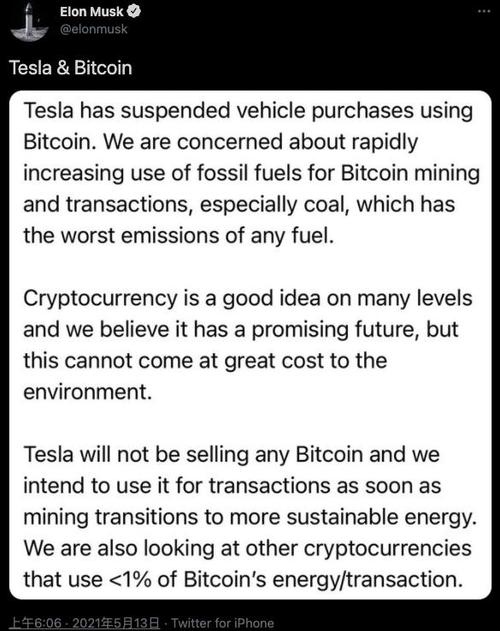 Elon Musk
@elonmusk
Tesla & Bitcoin
Tesla has suspended vehicle purchases using
Bitcoin. We are concerned about rapidly
increasing use of fossil fuels for Bitcoin mining
and transactions, especially coal, which has
the worst emissions of any fuel.
Cryptocurrency is a good idea on many levels
and we believe it has a promising future, but
this cannot come at great cost to the
environment.
Tesla will not be selling any Bitcoin and we
intend to use it for transactions as soon as
mining transitions to more sustainable energy.
We are also looking at other cryptocurrencies
that use <1% of Bitcoin's energy/transaction.
上午6:06 · 2021年5月13日 · Twitter for iPhone